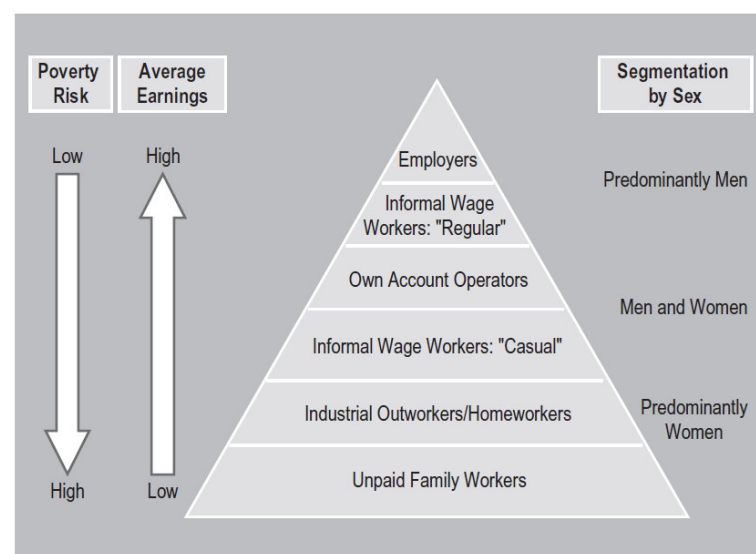 Poverty
Risk
Average
Earnings
Segmentation
by Sex
Low
High
Employers
Predominantly Men
Informal Wage
Workers: "Regular"
Own Account Operators
Men and Women
Informal Wage Workers: "Casual"
Industrial Outworkers/Homeworkers
Predominantly
Women
Unpaid Family Workers
High
Low